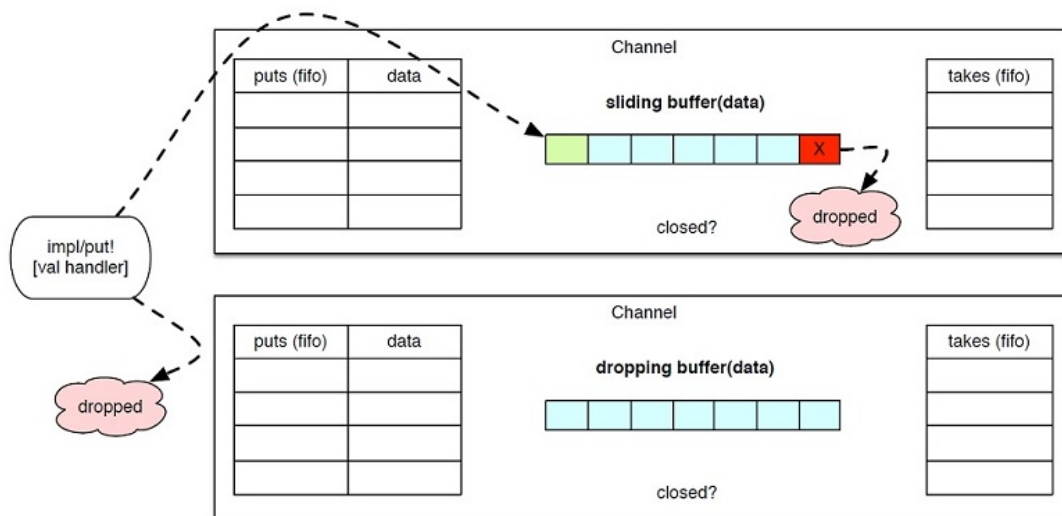 Channel
puts (fifo) data takes (fifo)
sliding buffer(data)
X
dropped
closed?
impl/put!
[val handler]
Channel
puts (fifo) data takes (fifo)
dropping buffer(data)
dropped
closed?